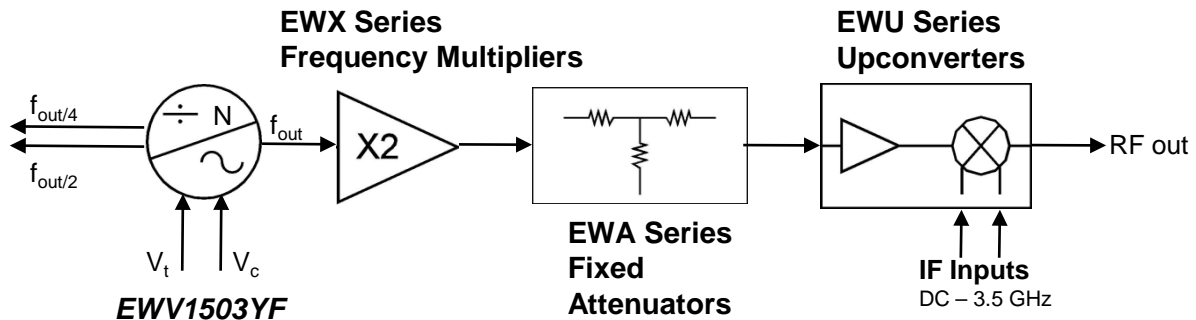 EWX Series
Frequency Multipliers
EWU Series
Upconverters
f_out/4
f_out/2
÷ N
f_out
X2
RF out
V_t
V_c
EWV1503YF
EWA Series
Fixed
Attenuators
IF Inputs
DC – 3.5 GHz